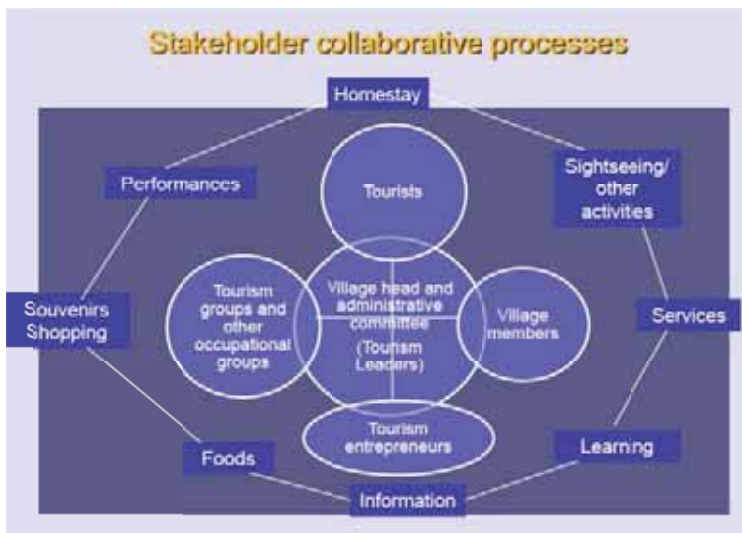 Stakeholder collaborative processes
Homestay
Performances
Sightseeing/
other
activities
Tourists
Souvenirs
Shopping
Tourism
groups and
other
occupational
groups
Village head and
administrative
committee
(Tourism
Leaders)
Village
members
Services
Tourism
entrepreneurs
Foods
Learning
Information